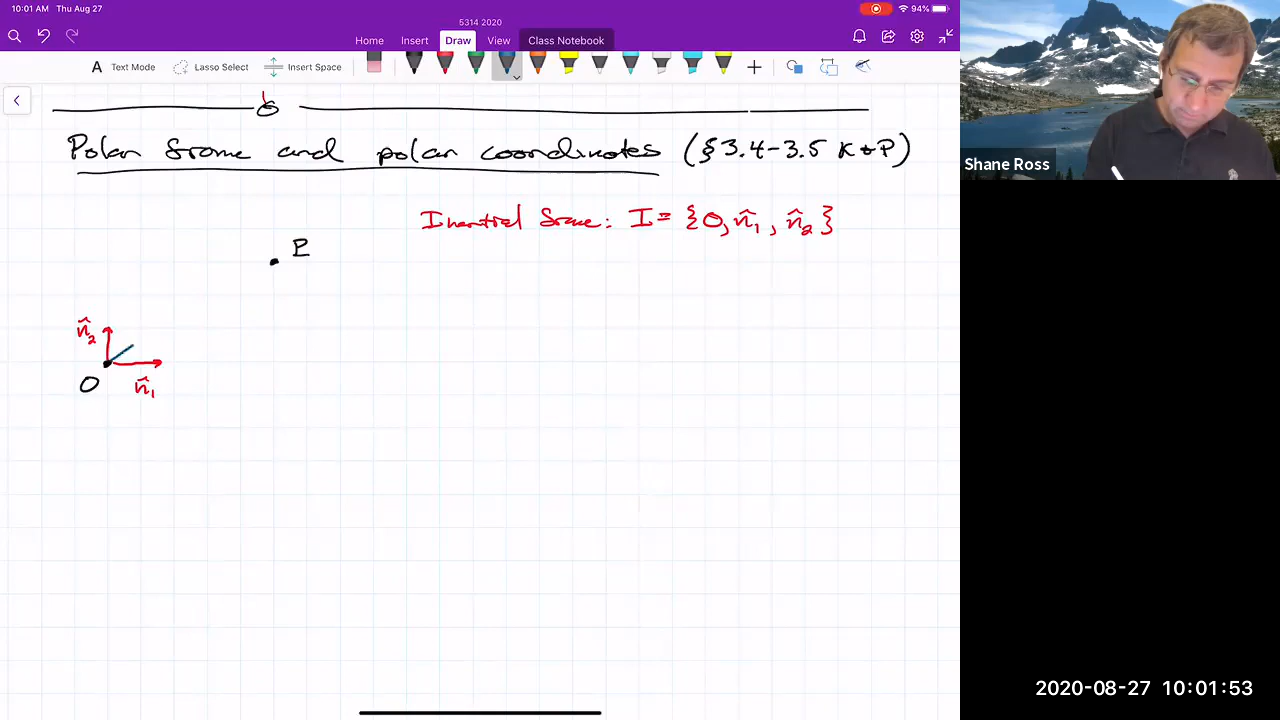 10:01 AM Thu Aug 27
94%
5314 2020
Home Insert Draw View Class Notebook
A Text Mode Lasso Select Insert Space
Polar frame and polar coordinates (§3.4-3.5 K+P)
Shane Ross
Inertial frame: I = {O, n̂₁, n̂₂}
P
n̂₂
O n̂₁
2020-08-27 10:01:53